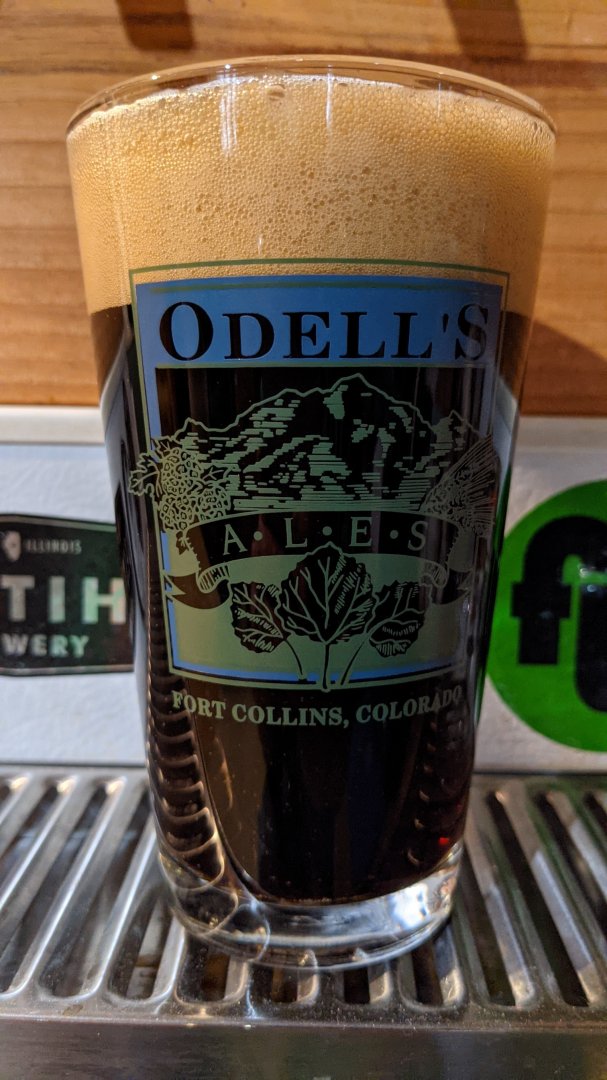 ODELL'S
A·L·E·S
FORT COLLINS, COLORADO
ILLINOIS
TIH
WERY